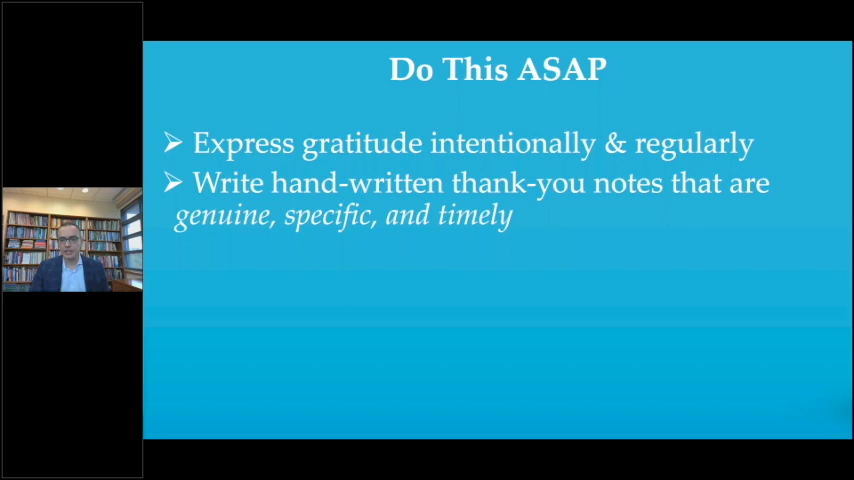 Do This ASAP
➢ Express gratitude intentionally & regularly
➢ Write hand-written thank-you notes that are
genuine, specific, and timely